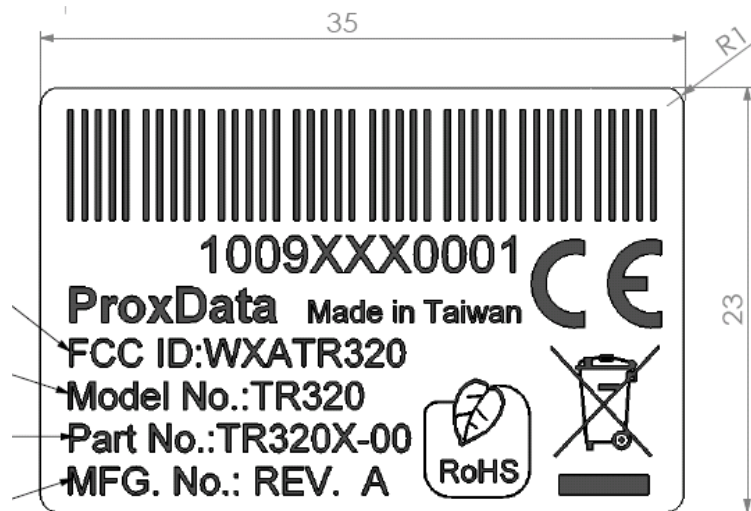 35
R1
1009XXX0001
CE
ProxData Made in Taiwan
23
FCC ID:WXATR320
Model No.:TR320
Part No.:TR320X-00
RoHS
MFG. No.: REV. A